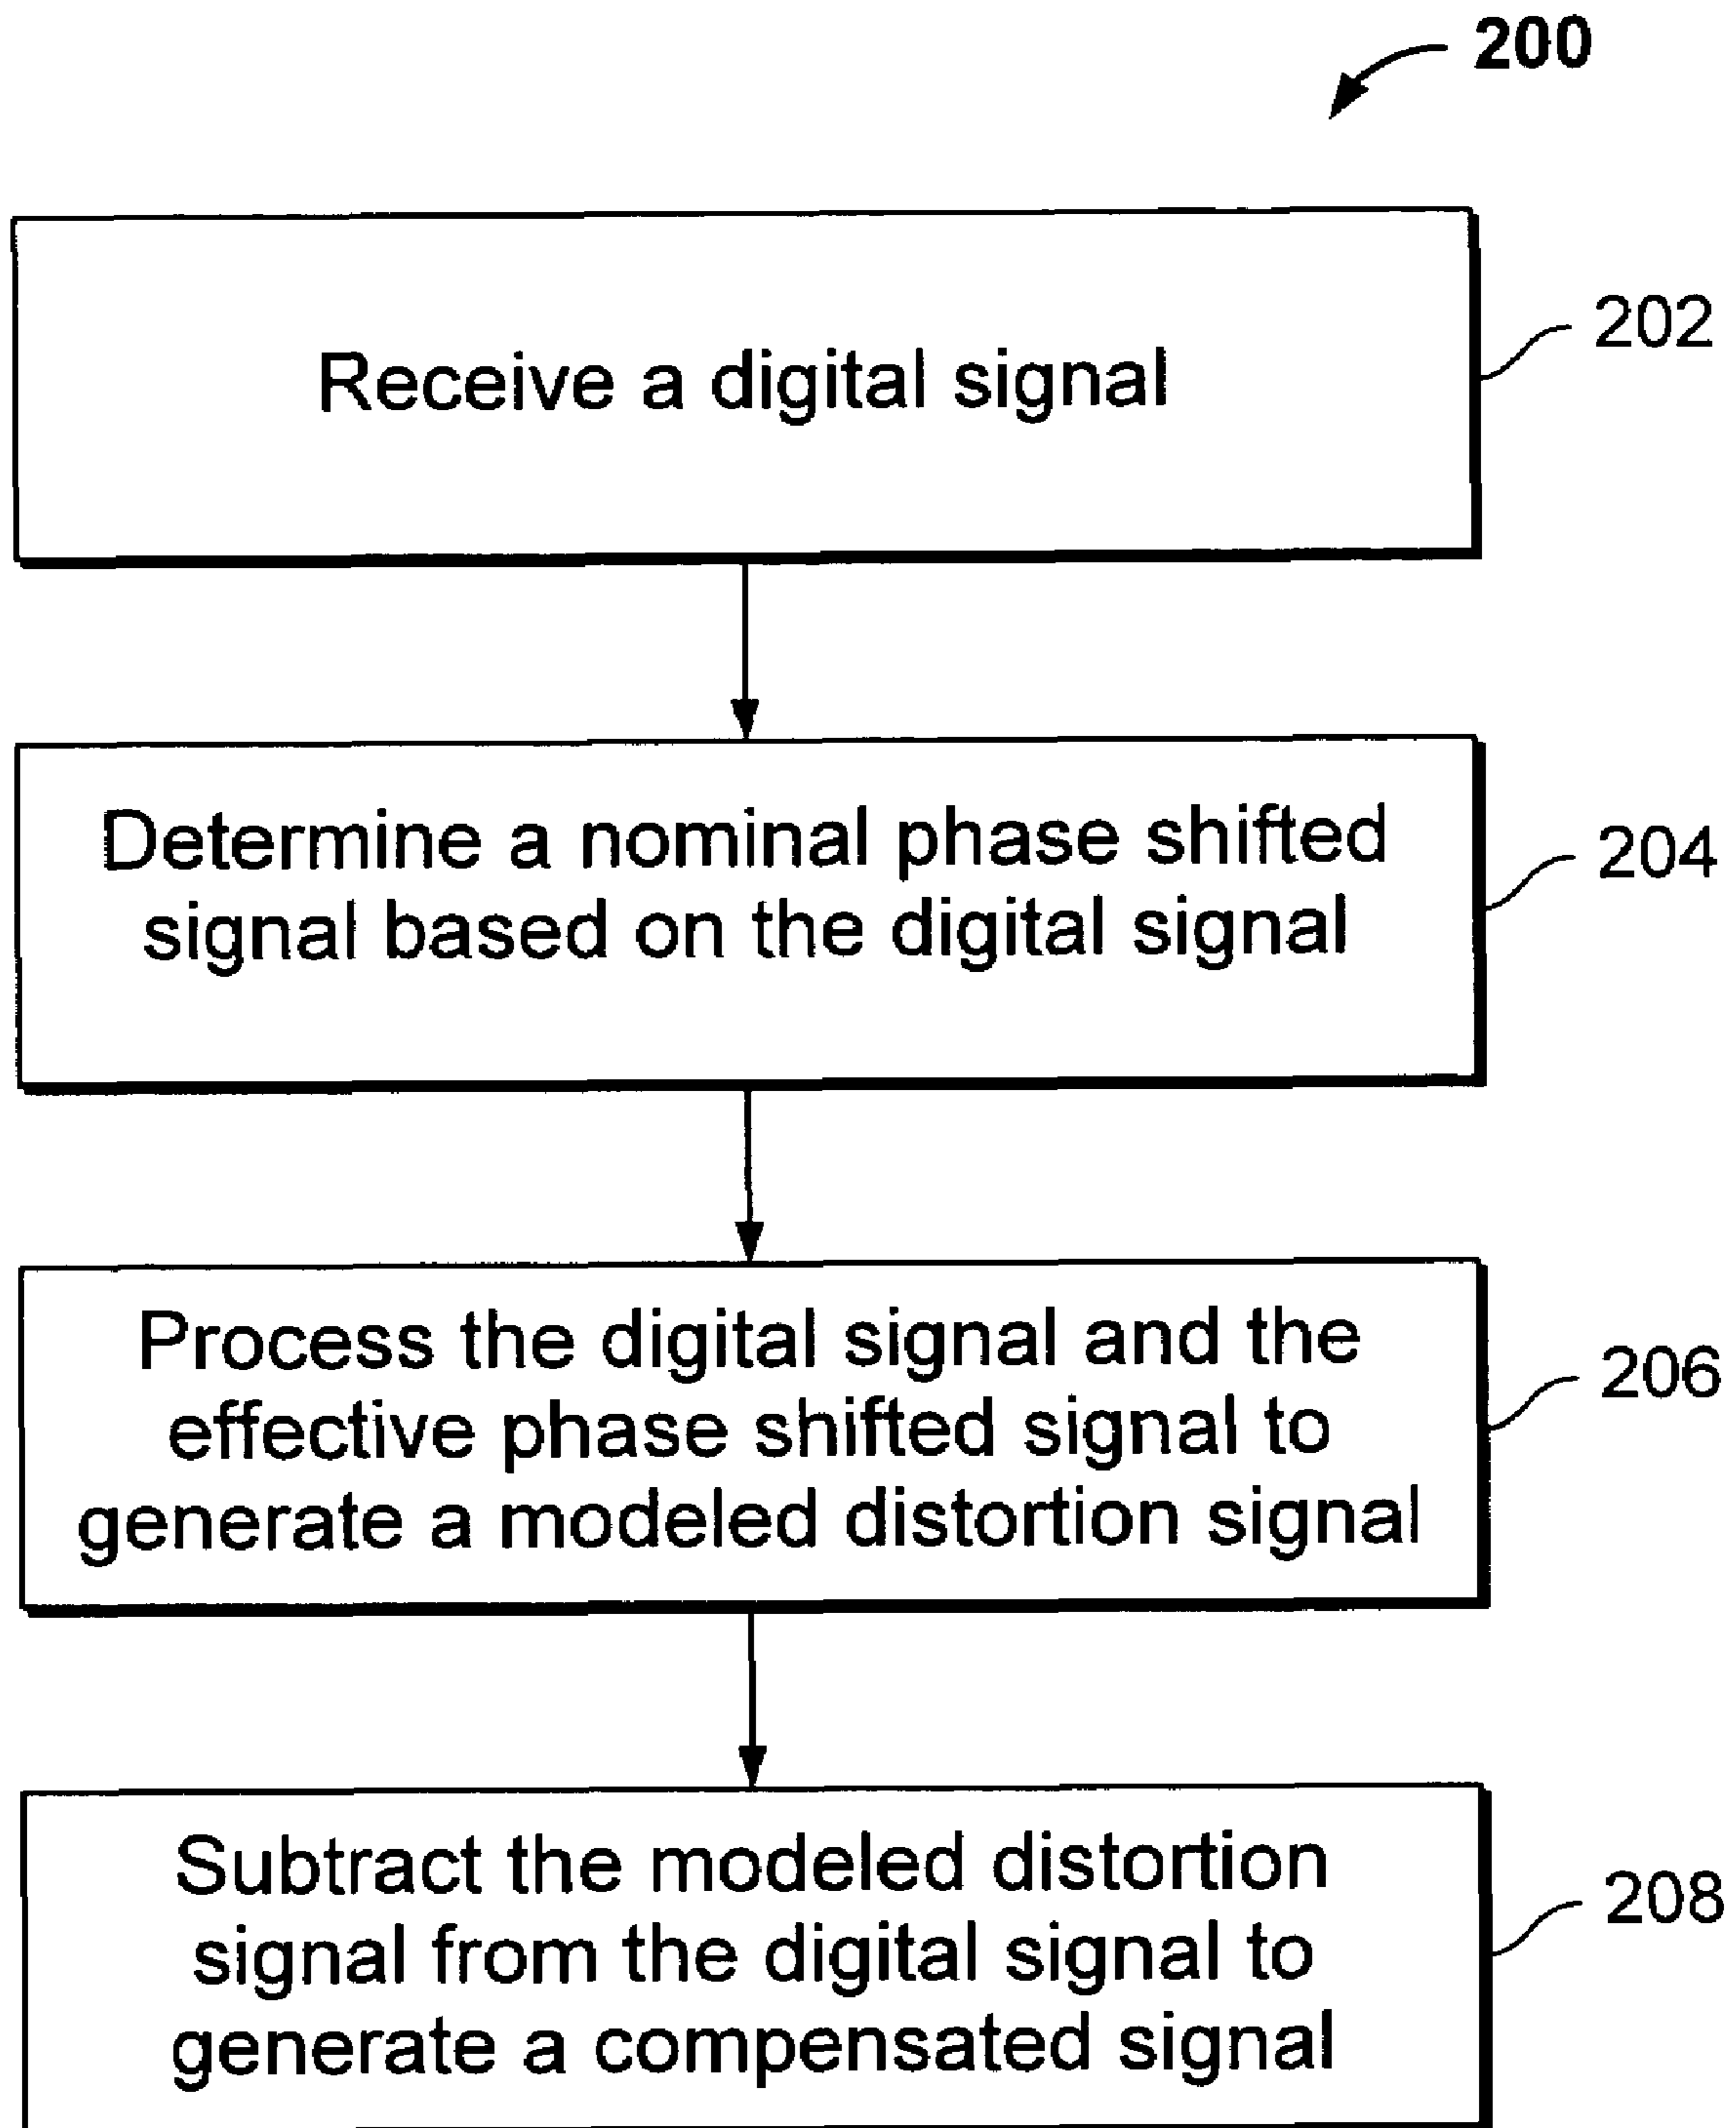 200
Receive a digital signal
202
Determine a nominal phase shifted
signal based on the digital signal
204
Process the digital signal and the
effective phase shifted signal to
generate a modeled distortion signal
206
Subtract the modeled distortion
signal from the digital signal to
generate a compensated signal
208